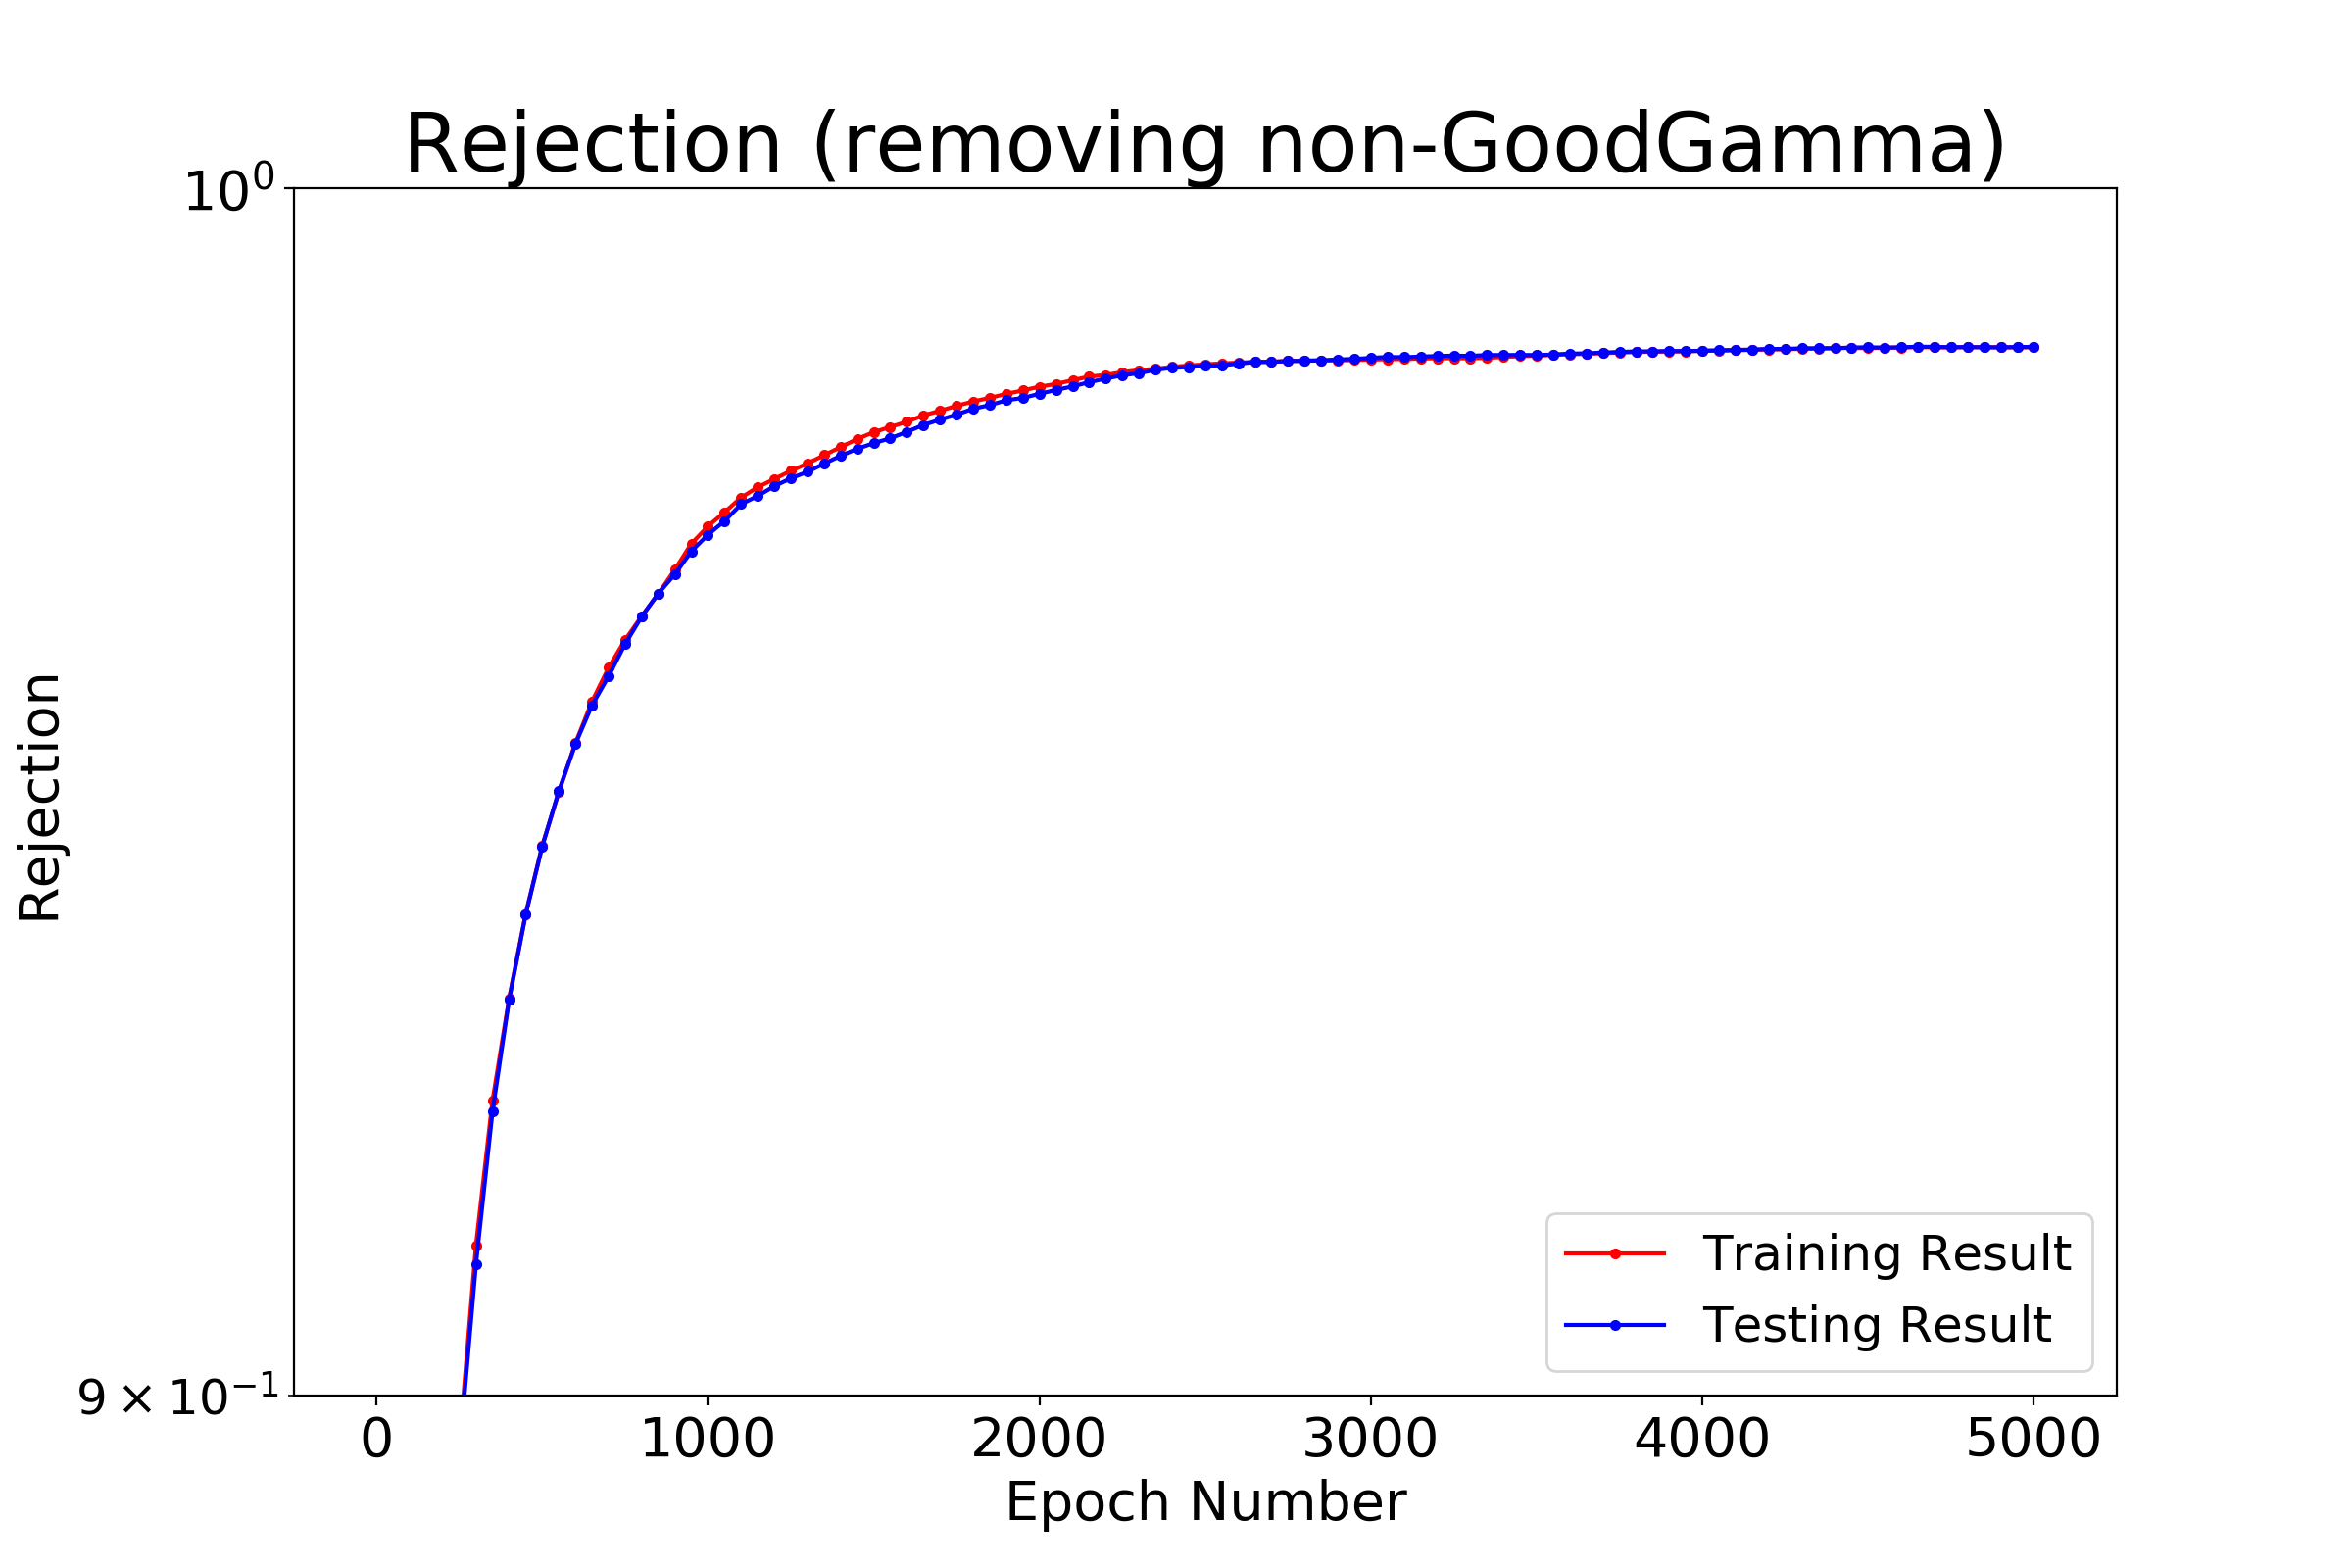 Rejection (removing non-GoodGamma)
10⁰
Rejection
9 × 10⁻¹
Training Result
Testing Result
0 1000 2000 3000 4000 5000
Epoch Number